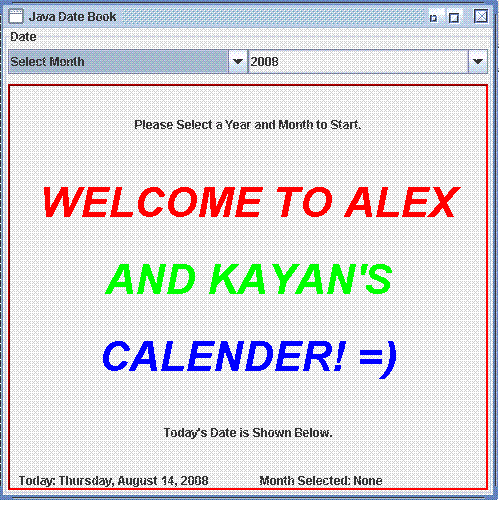 Java Date Book
Date
Select Month 2008
Please Select a Year and Month to Start.
WELCOME TO ALEX
AND KAYAN'S
CALENDER! =)
Today's Date is Shown Below.
Today: Thursday, August 14, 2008 Month Selected: None